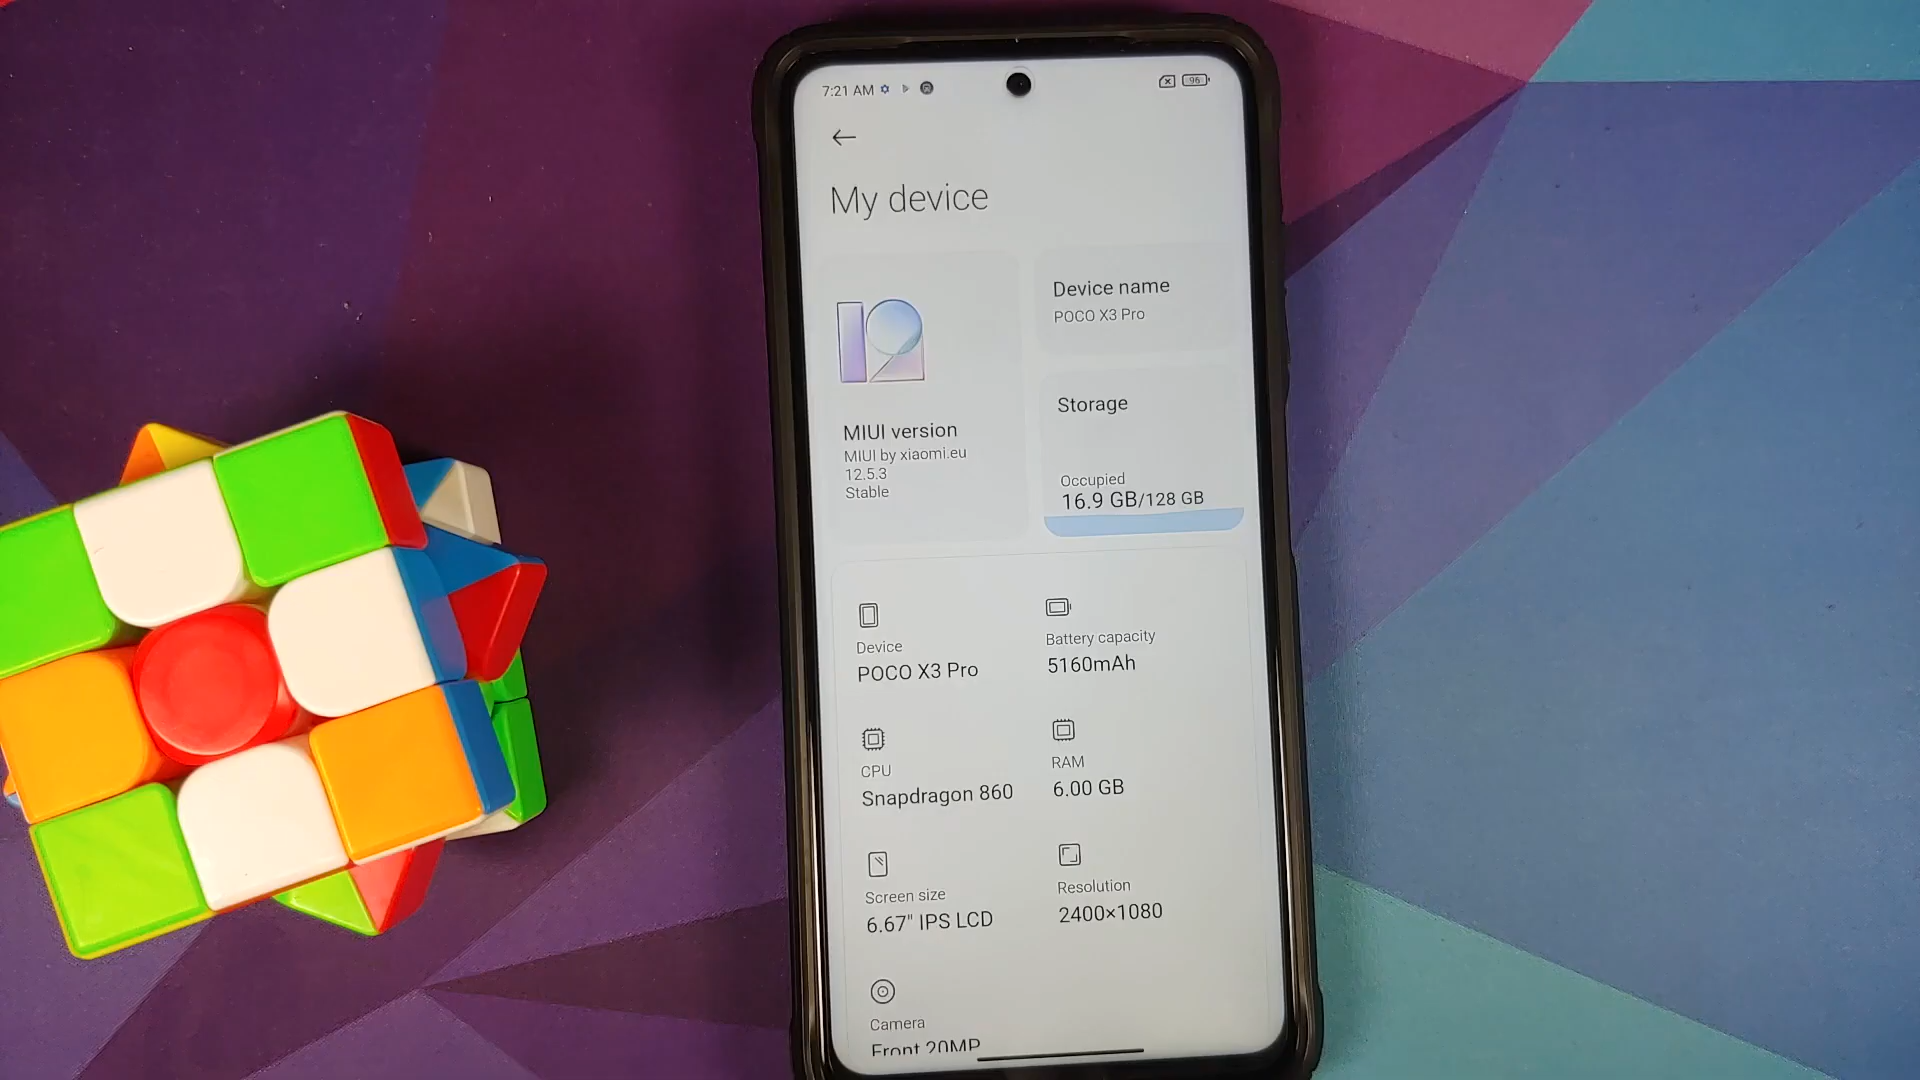 7:21 AM
96
My device
12
MIUI version
MIUI by xiaomi.eu
12.5.3
Stable
Device name
POCO X3 Pro
Storage
Occupied
16.9 GB/128 GB
Device
POCO X3 Pro
Battery capacity
5160mAh
CPU
Snapdragon 860
RAM
6.00 GB
Screen size
6.67" IPS LCD
Resolution
2400×1080
Camera
Front 20MP